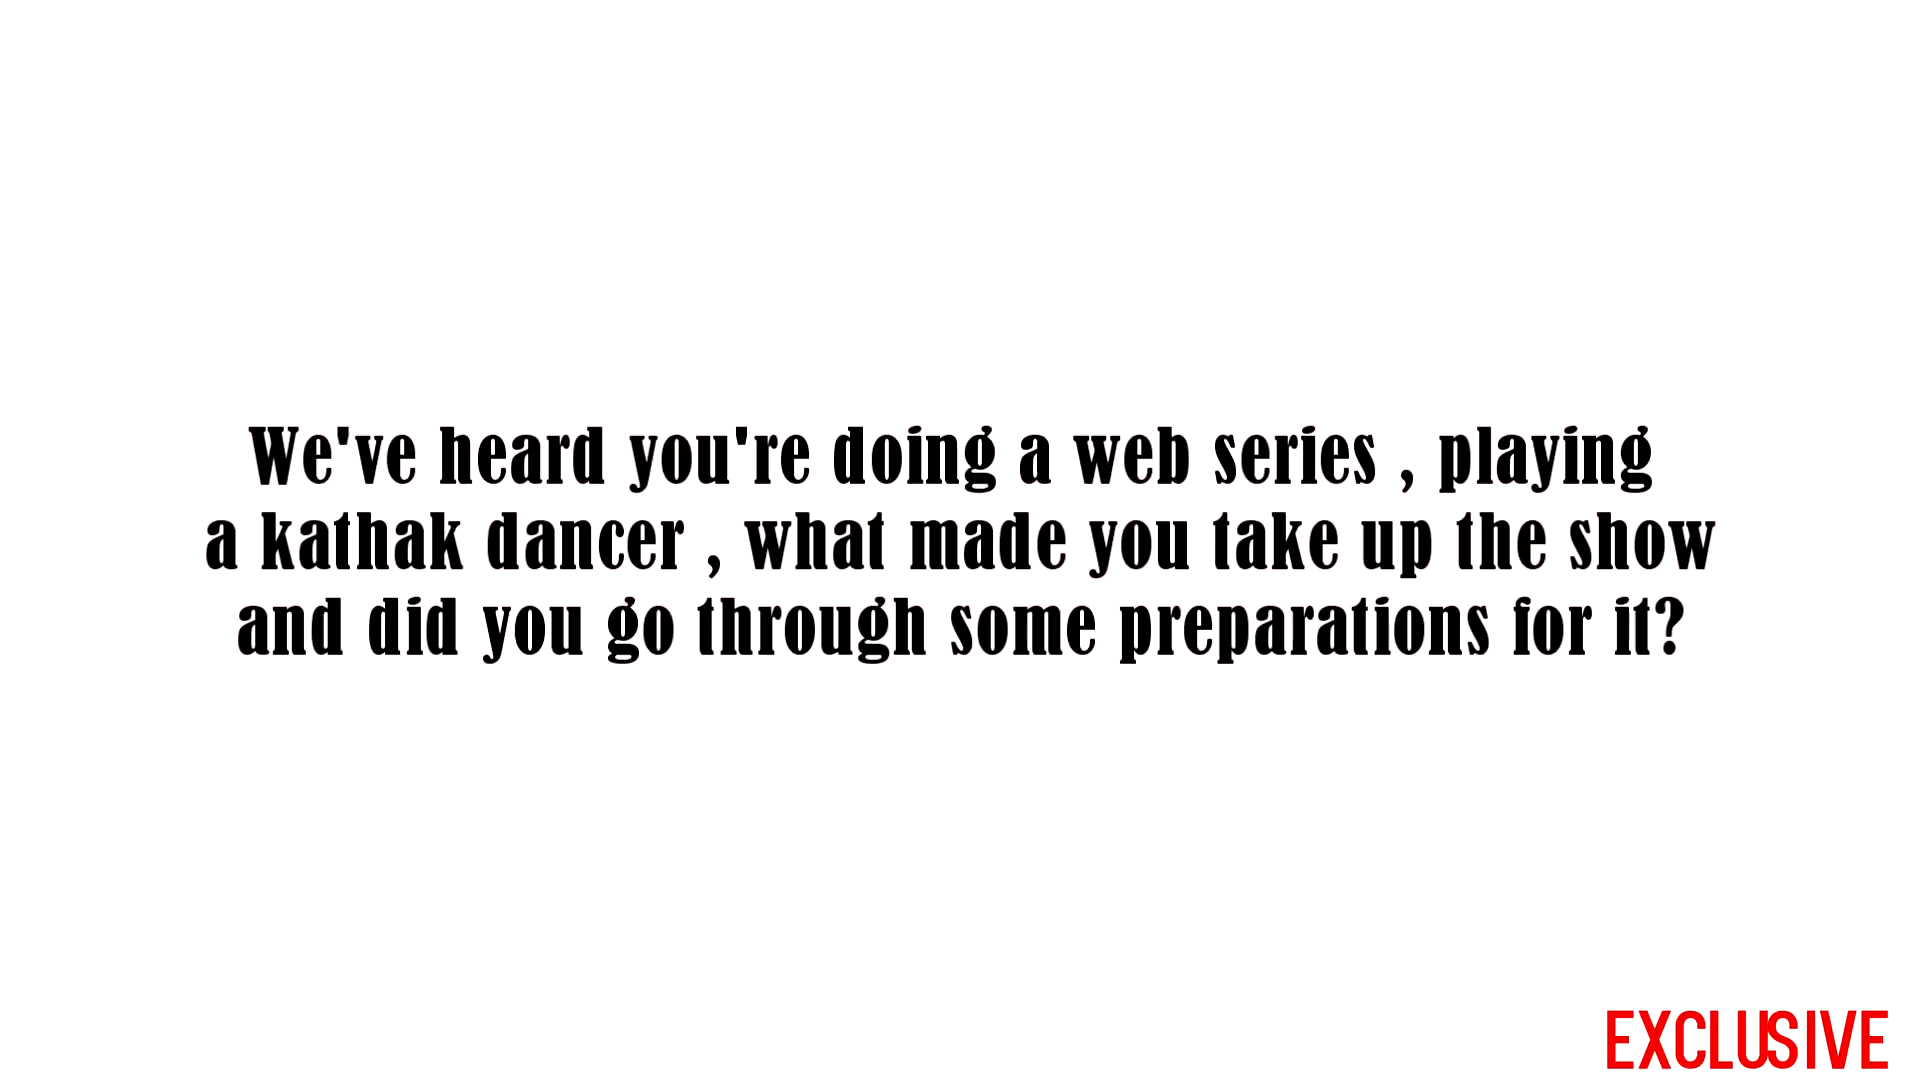 We've heard you're doing a web series , playing
a kathak dancer , what made you take up the show
and did you go through some preparations for it?
EXCLUSIVE